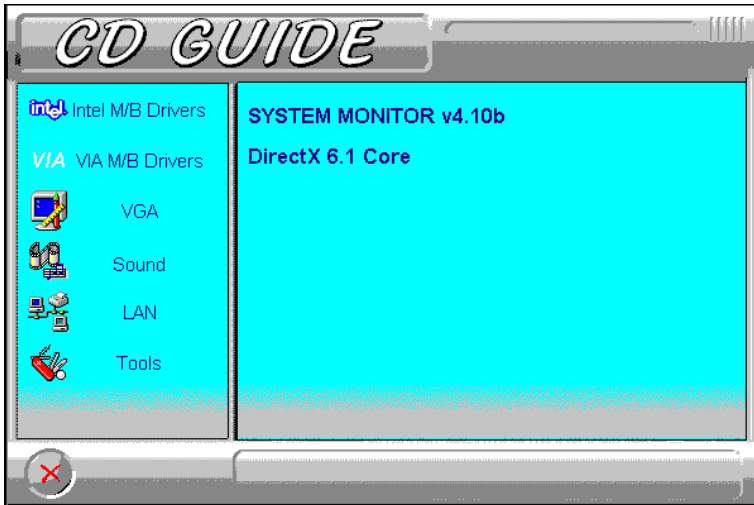 CD GUIDE
intel. Intel M/B Drivers
VIA VIA M/B Drivers
VGA
Sound
LAN
Tools
SYSTEM MONITOR v4.10b
DirectX 6.1 Core